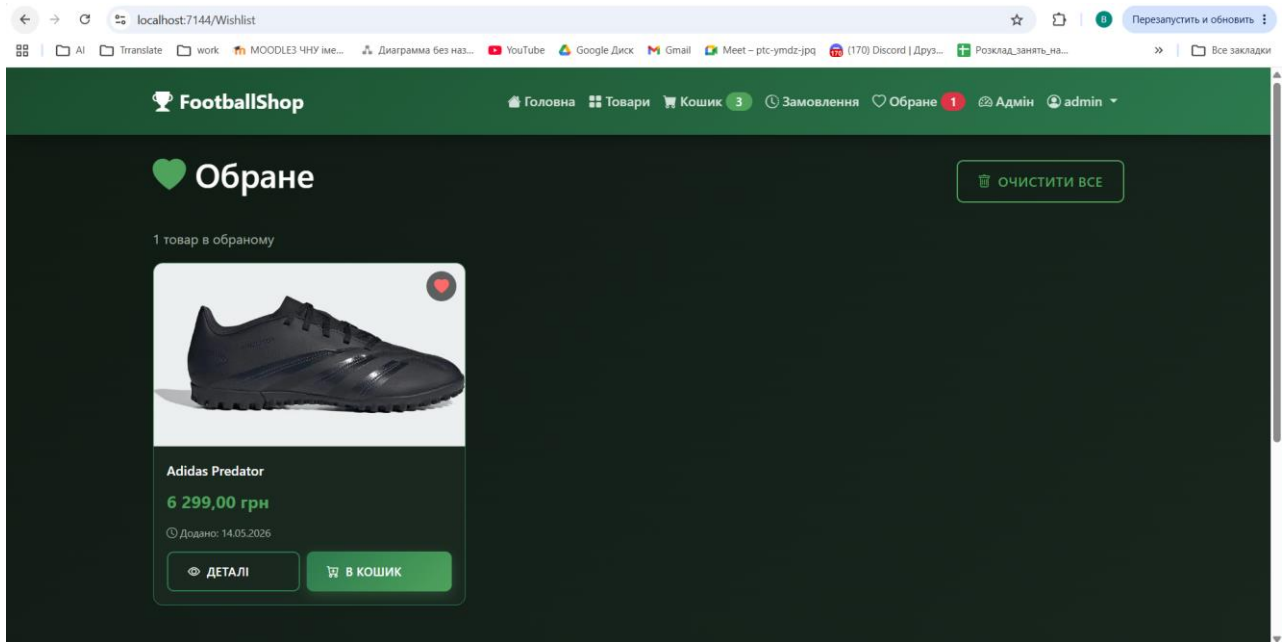 localhost:7144/Wishlist
В
Перезапустить и обновить
AI Trranslate work MOODLE3 ЧНУ іме... Диаграмма без наз... YouTube Google Диск Gmail Meet – ptc-ymdz-jpq (170) Discord | Друз... Розклад_занять_на... » Все закладки
FootballShop Головна Товари Кошик 3 Замовлення Обране 1 Адмін admin
Обране
ОЧИСТИТИ ВСЕ
1 товар в обраному
Adidas Predator
6 299,00 грн
Додано: 14.05.2026
ДЕТАЛІ В КОШИК